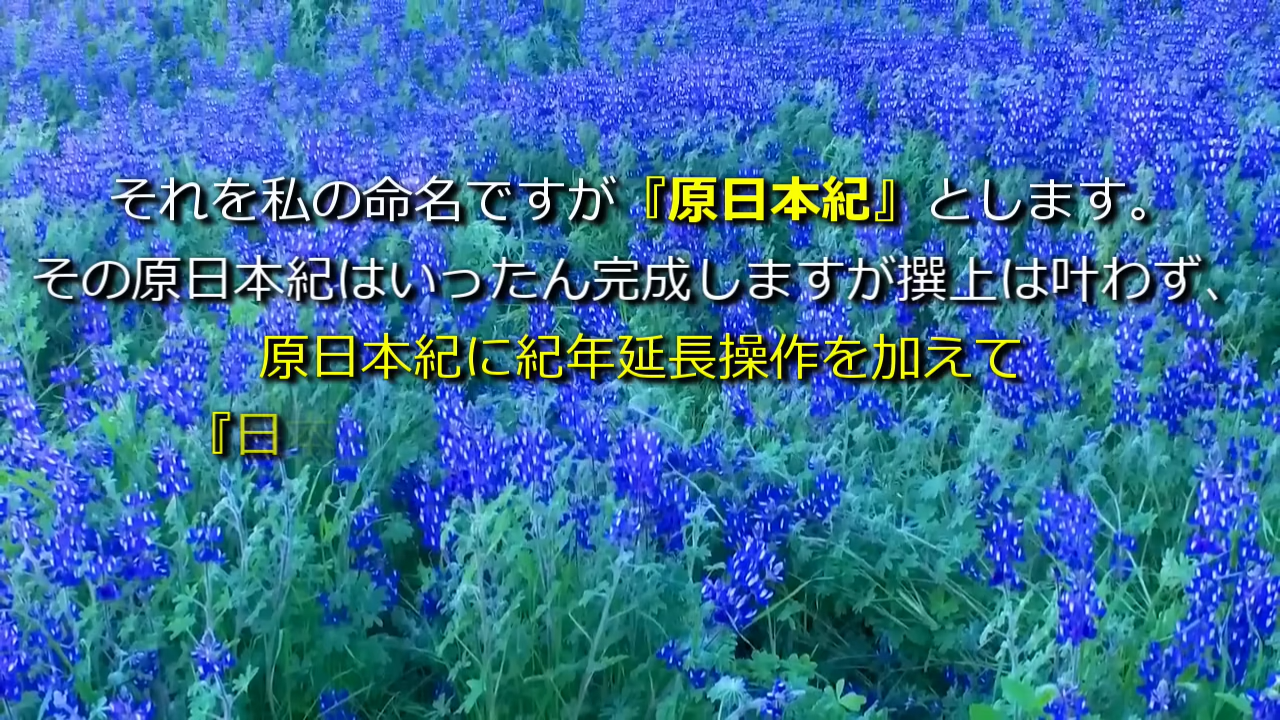 それを私の命名ですが『原日本紀』とします。
その原日本紀はいったん完成しますが撰上は叶わず、
原日本紀に紀年延長操作を加えて
『日